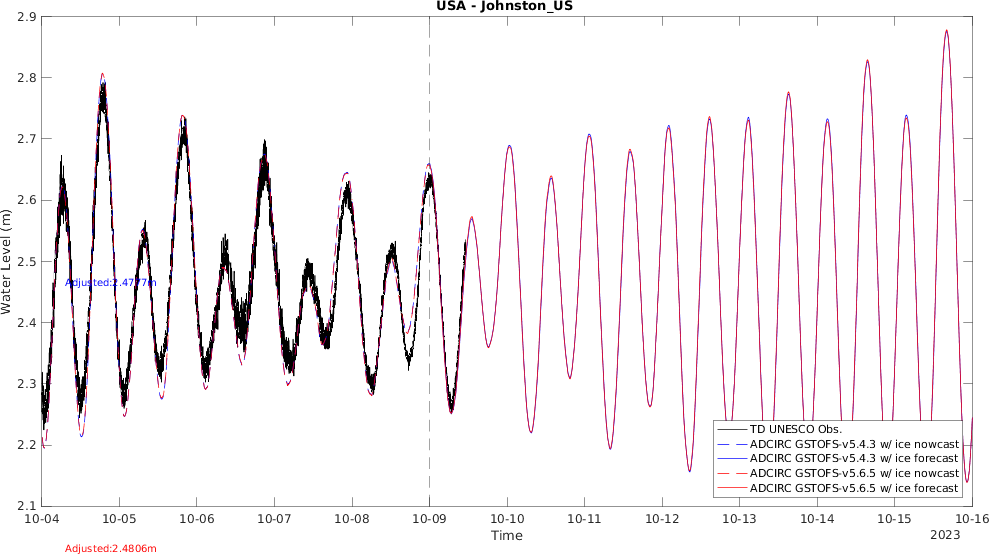 USA - Johnston_US
2.9
2.8
2.7
2.6
2.5
2.4
2.3
2.2
2.1
Water Level (m)
Adjusted:2.4777m
TD UNESCO Obs.
ADCIRC GSTOFS-v5.4.3 w/ ice nowcast
ADCIRC GSTOFS-v5.4.3 w/ ice forecast
ADCIRC GSTOFS-v5.6.5 w/ ice nowcast
ADCIRC GSTOFS-v5.6.5 w/ ice forecast
10-04 10-05 10-06 10-07 10-08 10-09 10-10 10-11 10-12 10-13 10-14 10-15 10-16
Time
2023
Adjusted:2.4806m